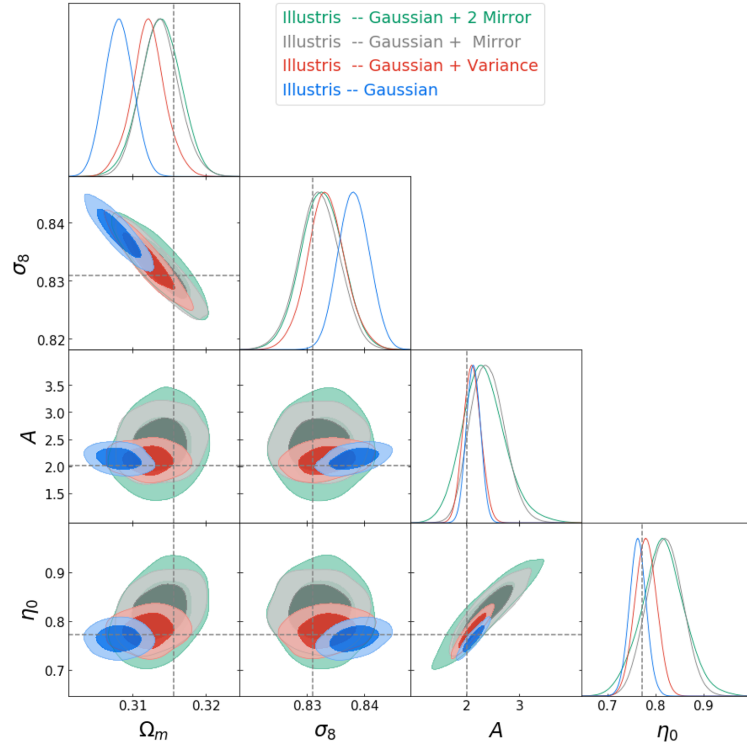 Illustris -- Gaussian + 2 Mirror
Illustris -- Gaussian + Mirror
Illustris -- Gaussian + Variance
Illustris -- Gaussian
0.84
0.83
0.82
σ8
3.5
3.0
2.5
2.0
1.5
A
0.9
0.8
0.7
η0
0.31 0.32
0.83 0.84
2 3
0.7 0.8 0.9
Ωm
σ8
A
η0